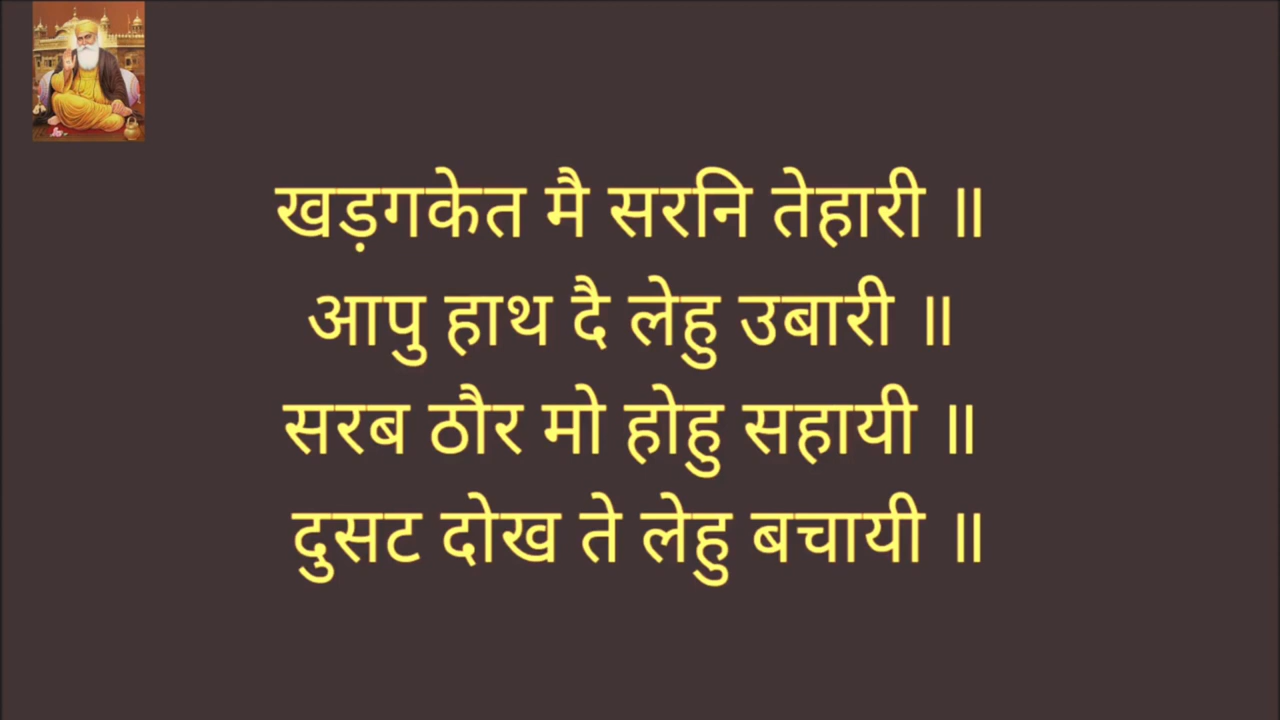 खड़गकेत मै सरनि तेहारी ॥
आपु हाथ दै लेहु उबारी ॥
सरब ठौर मो होहु सहायी ॥
दुसट दोख ते लेहु बचायी ॥